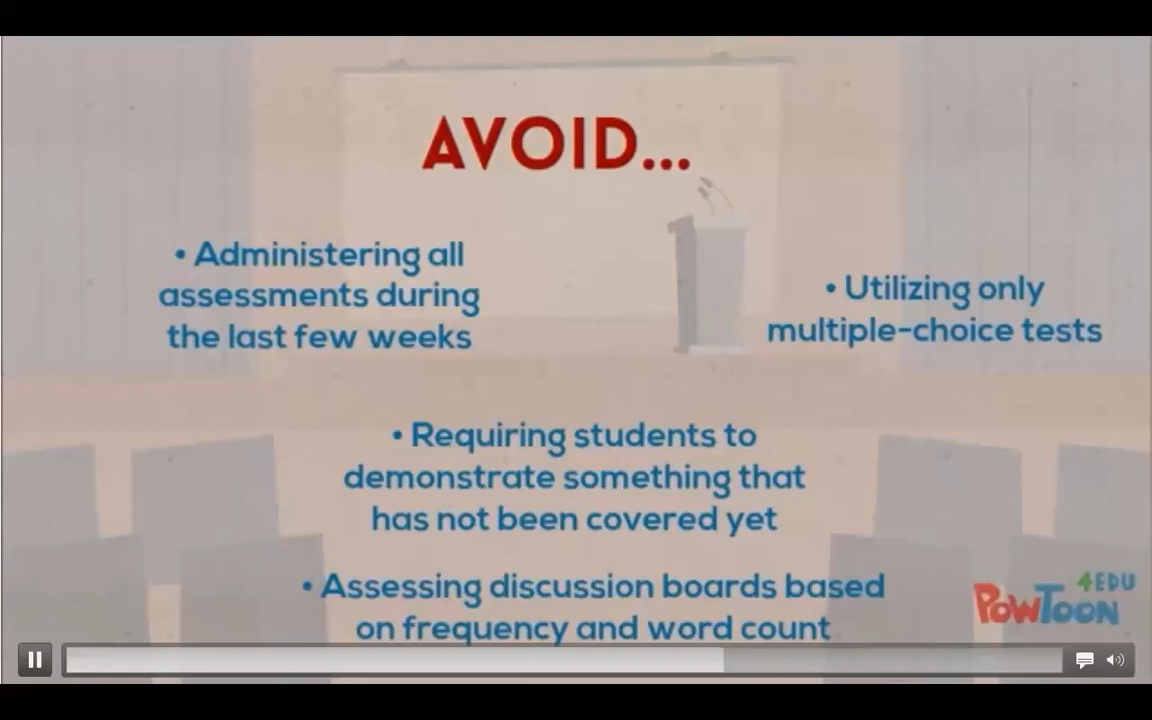 AVOID...
• Administering all
assessments during
the last few weeks
• Utilizing only
multiple-choice tests
• Requiring students to
demonstrate something that
has not been covered yet
• Assessing discussion boards based
on frequency and word count
4EDU
POWTOON